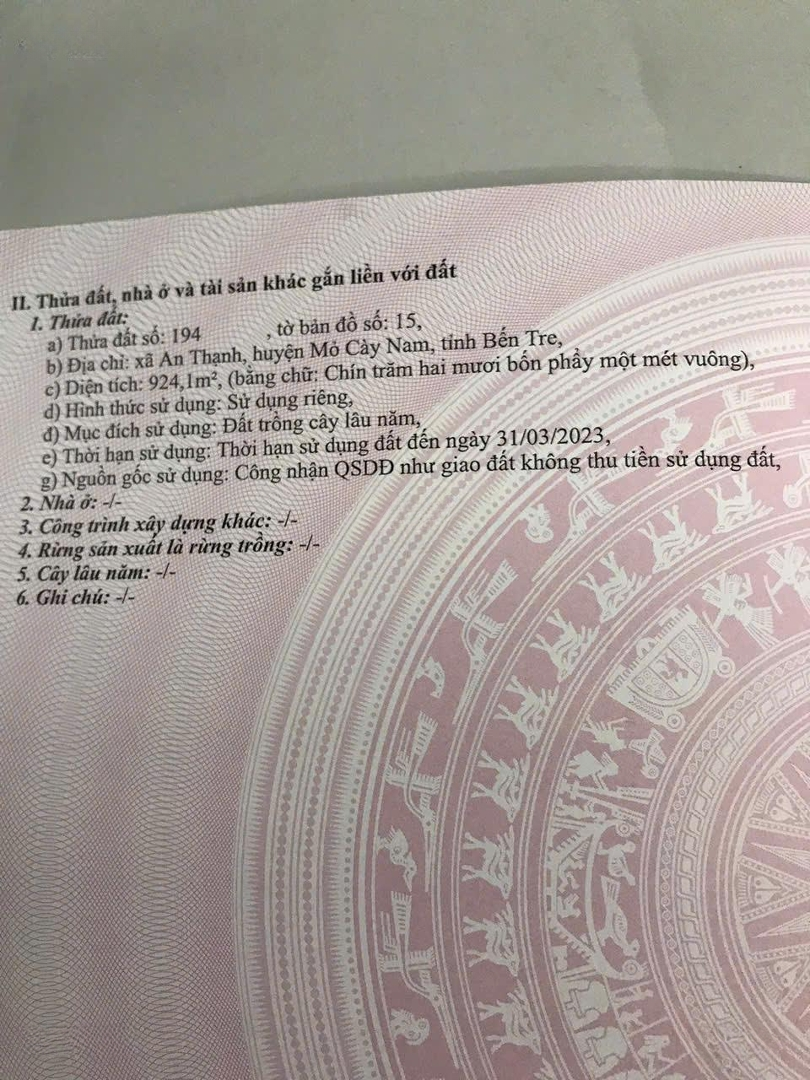 II. Thửa đất, nhà ở và tài sản khác gắn liền với đất
1. Thửa đất:
a) Thửa đất số: 194 , tờ bản đồ số: 15,
b) Địa chỉ: xã An Thạnh, huyện Mỏ Cày Nam, tỉnh Bến Tre,
c) Diện tích: 924,1m², (bằng chữ: Chín trăm hai mươi bốn phẩy một mét vuông),
d) Hình thức sử dụng: Sử dụng riêng,
đ) Mục đích sử dụng: Đất trồng cây lâu năm,
e) Thời hạn sử dụng: Thời hạn sử dụng đất đến ngày 31/03/2023,
g) Nguồn gốc sử dụng: Công nhận QSDĐ như giao đất không thu tiền sử dụng đất,
2. Nhà ở: -/-
3. Công trình xây dựng khác: -/-
4. Rừng sản xuất là rừng trồng: -/-
5. Cây lâu năm: -/-
6. Ghi chú: -/-